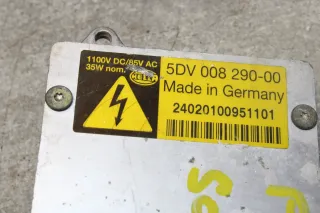 1100V DC/85V AC
35W nom.
HELLA
5DV 008 290-00
Made in Germany
24020100951101